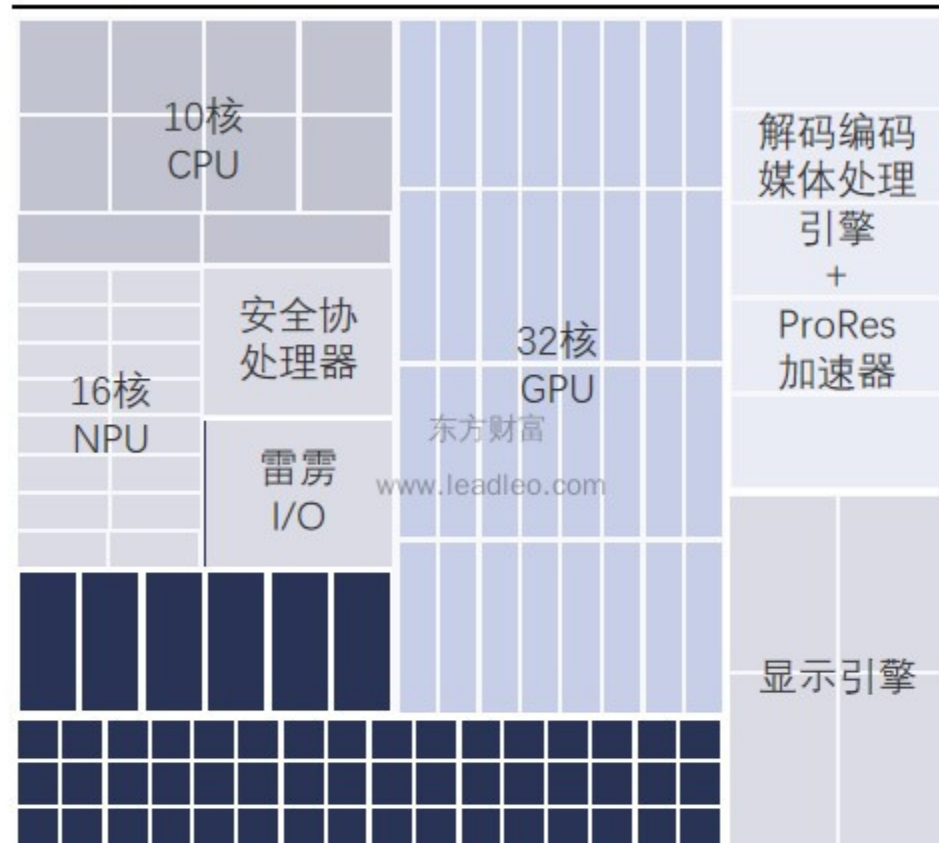 10核
CPU
解码编码
媒体处理
引擎
+
ProRes
加速器
安全协
处理器
32核
GPU
16核
NPU
东方财富
雷雳
I/O
www.leadleo.com
显示引擎